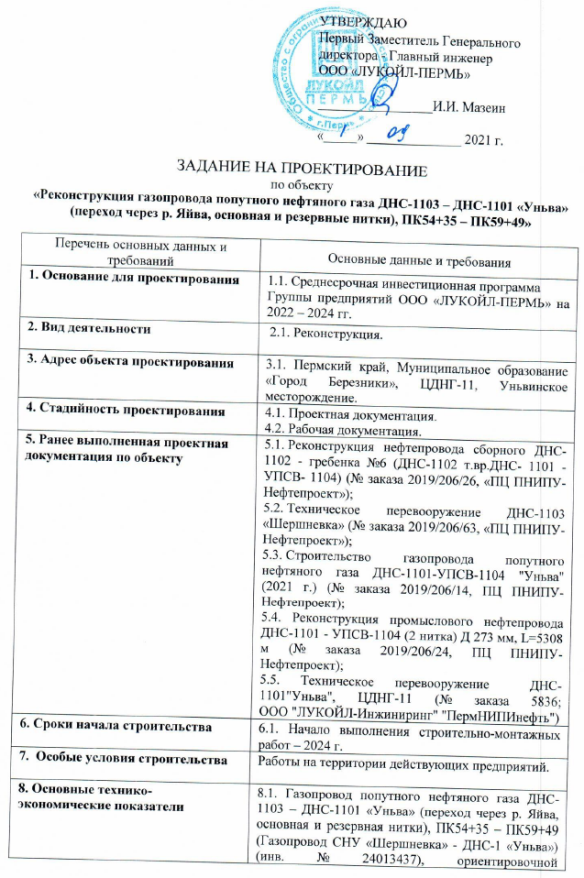 УТВЕРЖДАЮ
Первый Заместитель Генерального
директора - Главный инженер
ООО «ЛУКОЙЛ-ПЕРМЬ»
Общество с
ЛУКОЙЛ
ПЕРМЬ
г.Пермь
И.И. Мазеин
« 1 » 09 2021 г.
ЗАДАНИЕ НА ПРОЕКТИРОВАНИЕ
по объекту
«Реконструкция газопровода попутного нефтяного газа ДНС-1103 – ДНС-1101 «Уньва»
(переход через р. Яйва, основная и резервные нитки), ПК54+35 – ПК59+49»
Перечень основных данных и
требований
Основные данные и требования
1. Основание для проектирования
1.1. Среднесрочная инвестиционная программа
Группы предприятий ООО «ЛУКОЙЛ-ПЕРМЬ» на
2022 – 2024 гг.
2. Вид деятельности
2.1. Реконструкция.
3. Адрес объекта проектирования
3.1. Пермский край, Муниципальное образование
«Город Березники», ЦДНГ-11, Уньвинское
месторождение.
4. Стадийность проектирования
4.1. Проектная документация.
4.2. Рабочая документация.
5. Ранее выполненная проектная
документация по объекту
5.1. Реконструкция нефтепровода сборного ДНС-
1102 - гребенка №6 (ДНС-1102 т.вр.ДНС- 1101 -
УПСВ- 1104) (№ заказа 2019/206/26, «ПЦ ПНИПУ-
Нефтепроект»);
5.2. Техническое перевооружение ДНС-1103
«Шершневка» (№ заказа 2019/206/63, «ПЦ ПНИПУ-
Нефтепроект»);
5.3. Строительство газопровода попутного
нефтяного газа ДНС-1101-УПСВ-1104 "Уньва"
(2021 г.) (№ заказа 2019/206/14, ПЦ ПНИПУ-
Нефтепроект);
5.4. Реконструкция промыслового нефтепровода
ДНС-1101 - УПСВ-1104 (2 нитка) Д 273 мм, L=5308
м (№ заказа 2019/206/24, ПЦ ПНИПУ-
Нефтепроект);
5.5. Техническое перевооружение ДНС-
1101"Уньва", ЦДНГ-11 (№ заказа 5836;
ООО "ЛУКОЙЛ-Инжиниринг" "ПермНИПИнефть")
6. Сроки начала строительства
6.1. Начало выполнения строительно-монтажных
работ – 2024 г.
7. Особые условия строительства
Работы на территории действующих предприятий.
8. Основные технико-
экономические показатели
8.1. Газопровод попутного нефтяного газа ДНС-
1103 – ДНС-1101 «Уньва» (переход через р. Яйва,
основная и резервная нитки), ПК54+35 – ПК59+49
(Газопровод СНУ «Шершневка» - ДНС-1 «Уньва»)
(инв. № 24013437), ориентировочной